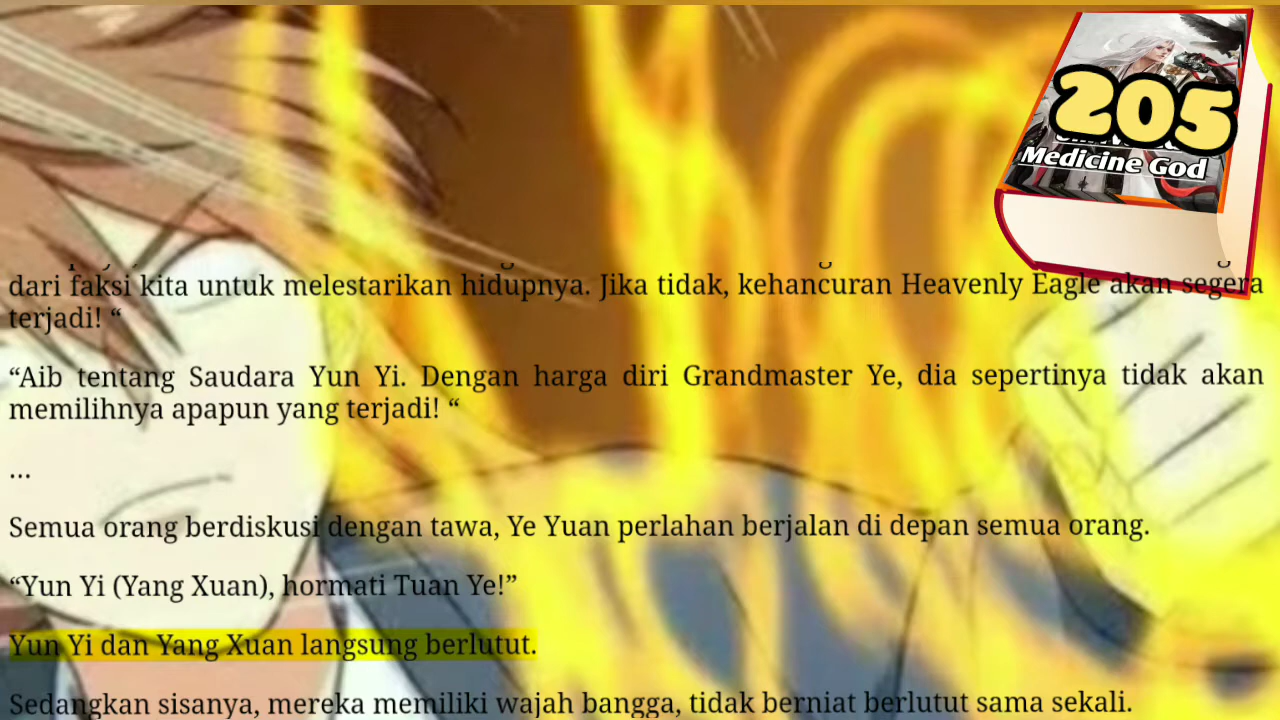 205
Medicine God
dari faksi kita untuk melestarikan hidupnya. Jika tidak, kehancuran Heavenly Eagle akan segera
terjadi! “
“Aib tentang Saudara Yun Yi. Dengan harga diri Grandmaster Ye, dia sepertinya tidak akan
memilihnya apapun yang terjadi! “
...
Semua orang berdiskusi dengan tawa, Ye Yuan perlahan berjalan di depan semua orang.
“Yun Yi (Yang Xuan), hormati Tuan Ye!”
Yun Yi dan Yang Xuan langsung berlutut.
Sedangkan sisanya, mereka memiliki wajah bangga, tidak berniat berlutut sama sekali.